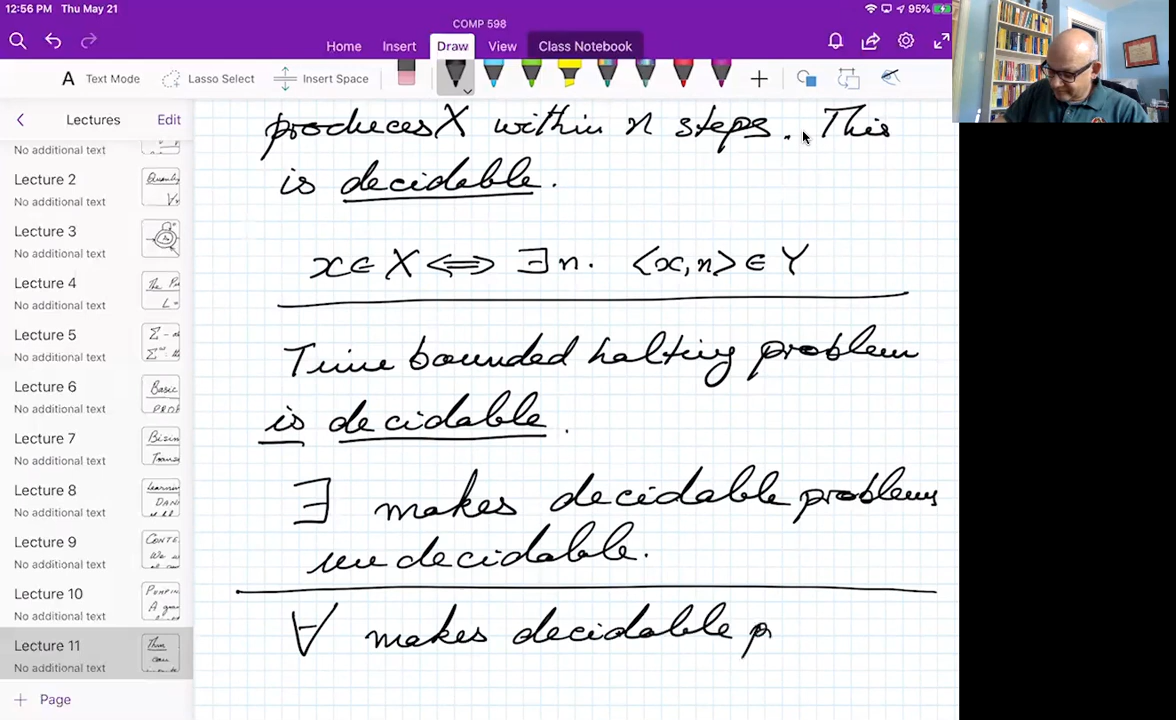 12:56 PM Thu May 21
95%
COMP 598
Home Insert Draw View Class Notebook
A Text Mode Lasso Select Insert Space
Lectures Edit
No additional text
Lecture 2
No additional text
Lecture 3
No additional text
Lecture 4
No additional text
Lecture 5
No additional text
Lecture 6
No additional text
Lecture 7
No additional text
Lecture 8
No additional text
Lecture 9
No additional text
Lecture 10
No additional text
Lecture 11
No additional text
+ Page
produces X within n steps. This
is decidable.
x ∈ X ⟺ ∃ n. <x, n> ∈ Y
Time bounded halting problem
is decidable.
∃ makes decidable problems
undecidable.
∀ makes decidable p